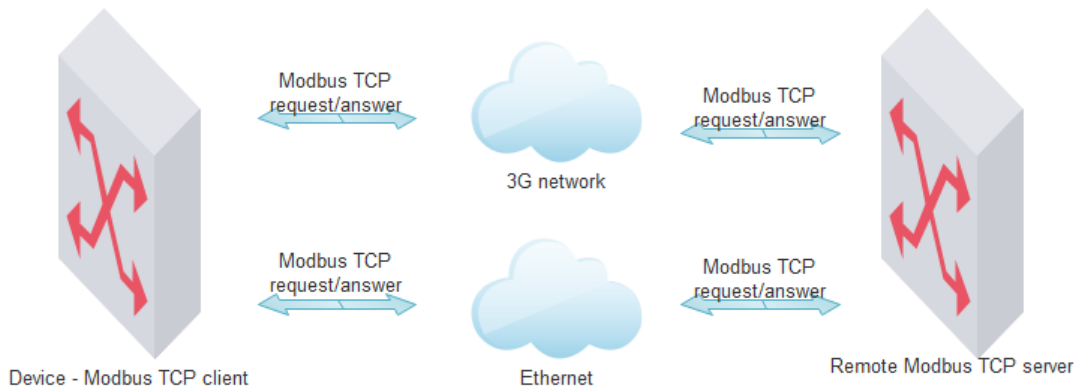 Modbus TCP
request/answer
Modbus TCP
request/answer
3G network
Modbus TCP
request/answer
Modbus TCP
request/answer
Device - Modbus TCP client
Ethernet
Remote Modbus TCP server